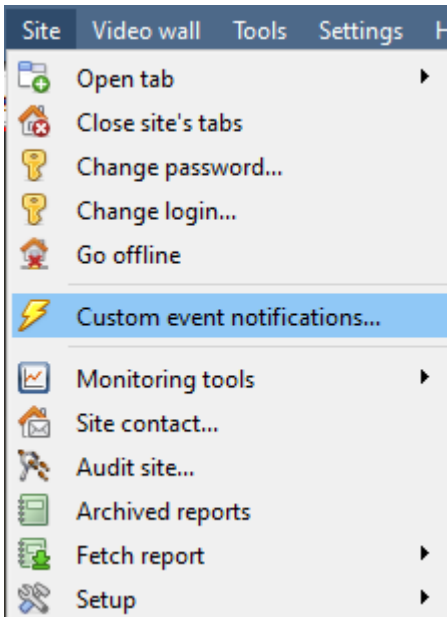 Site Video wall Tools Settings H
Open tab
Close site's tabs
Change password...
Change login...
Go offline
Custom event notifications...
Monitoring tools
Site contact...
Audit site...
Archived reports
Fetch report
Setup